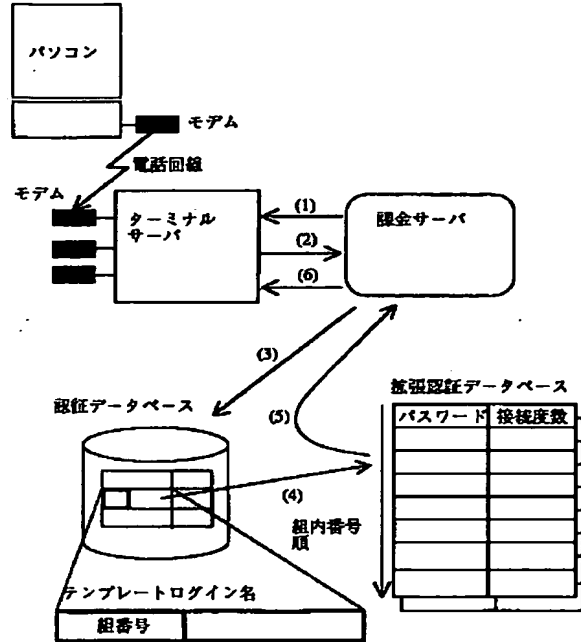 パソコン
モデム
電話回線
モデム
ターミナル
サーバ
(1)
(2)
(6)
課金サーバ
(3)
認証データベース
(5)
(4)
組内番号
順
拡張認証データベース
パスワード 接続度数
テンプレートログイン名
組番号